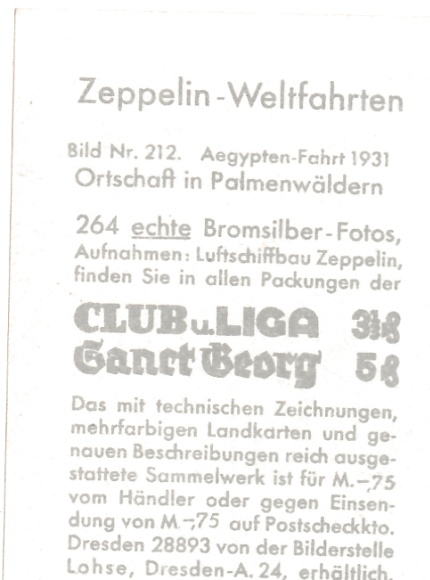 Zeppelin-Weltfahrten
Bild Nr. 212. Aegypten-Fahrt 1931
Ortschaft in Palmenwäldern
264 echte Bromsilber-Fotos,
Aufnahmen: Luftschiffbau Zeppelin,
finden Sie in allen Packungen der
CLUB u. LIGA 3⅓₰
Sanct Georg 5₰
Das mit technischen Zeichnungen,
mehrfarbigen Landkarten und ge-
nauen Beschreibungen reich ausge-
stattete Sammelwerk ist für M.-,75
vom Händler oder gegen Einsen-
dung von M.-,75 auf Postscheckkto.
Dresden 28893 von der Bilderstelle
Lohse, Dresden-A. 24, erhältlich.